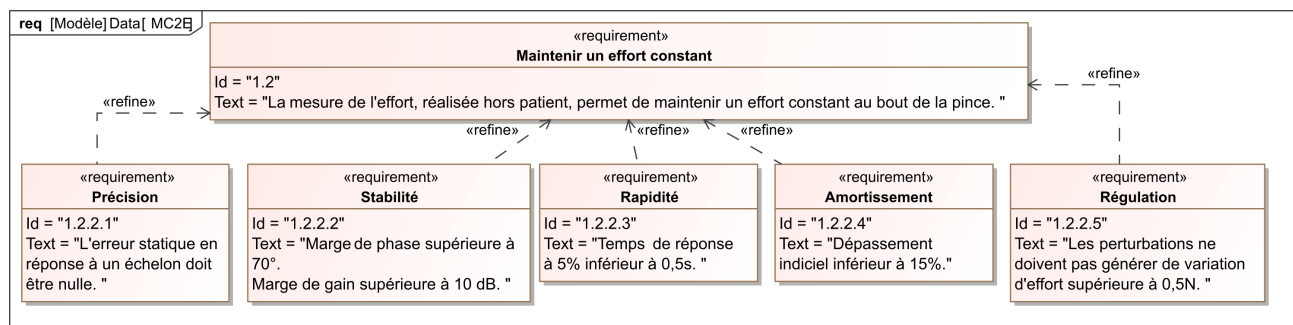 req [Modèle] Data[ MC2E
«requirement»
Maintenir un effort constant
Id = "1.2"
Text = "La mesure de l'effort, réalisée hors patient, permet de maintenir un effort constant au bout de la pince. "
«refine»
«refine»
«refine»
«refine»
«refine»
«requirement»
Précision
Id = "1.2.2.1"
Text = "L'erreur statique en
réponse à un échelon doit
être nulle. "
«requirement»
Stabilité
Id = "1.2.2.2"
Text = "Marge de phase supérieure à
70°.
Marge de gain supérieure à 10 dB. "
«requirement»
Rapidité
Id = "1.2.2.3"
Text = "Temps de réponse
à 5% inférieur à 0,5s. "
«requirement»
Amortissement
Id = "1.2.2.4"
Text = "Dépassement
indiciel inférieur à 15%."
«requirement»
Régulation
Id = "1.2.2.5"
Text = "Les perturbations ne
doivent pas générer de variation
d'effort supérieure à 0,5N. "